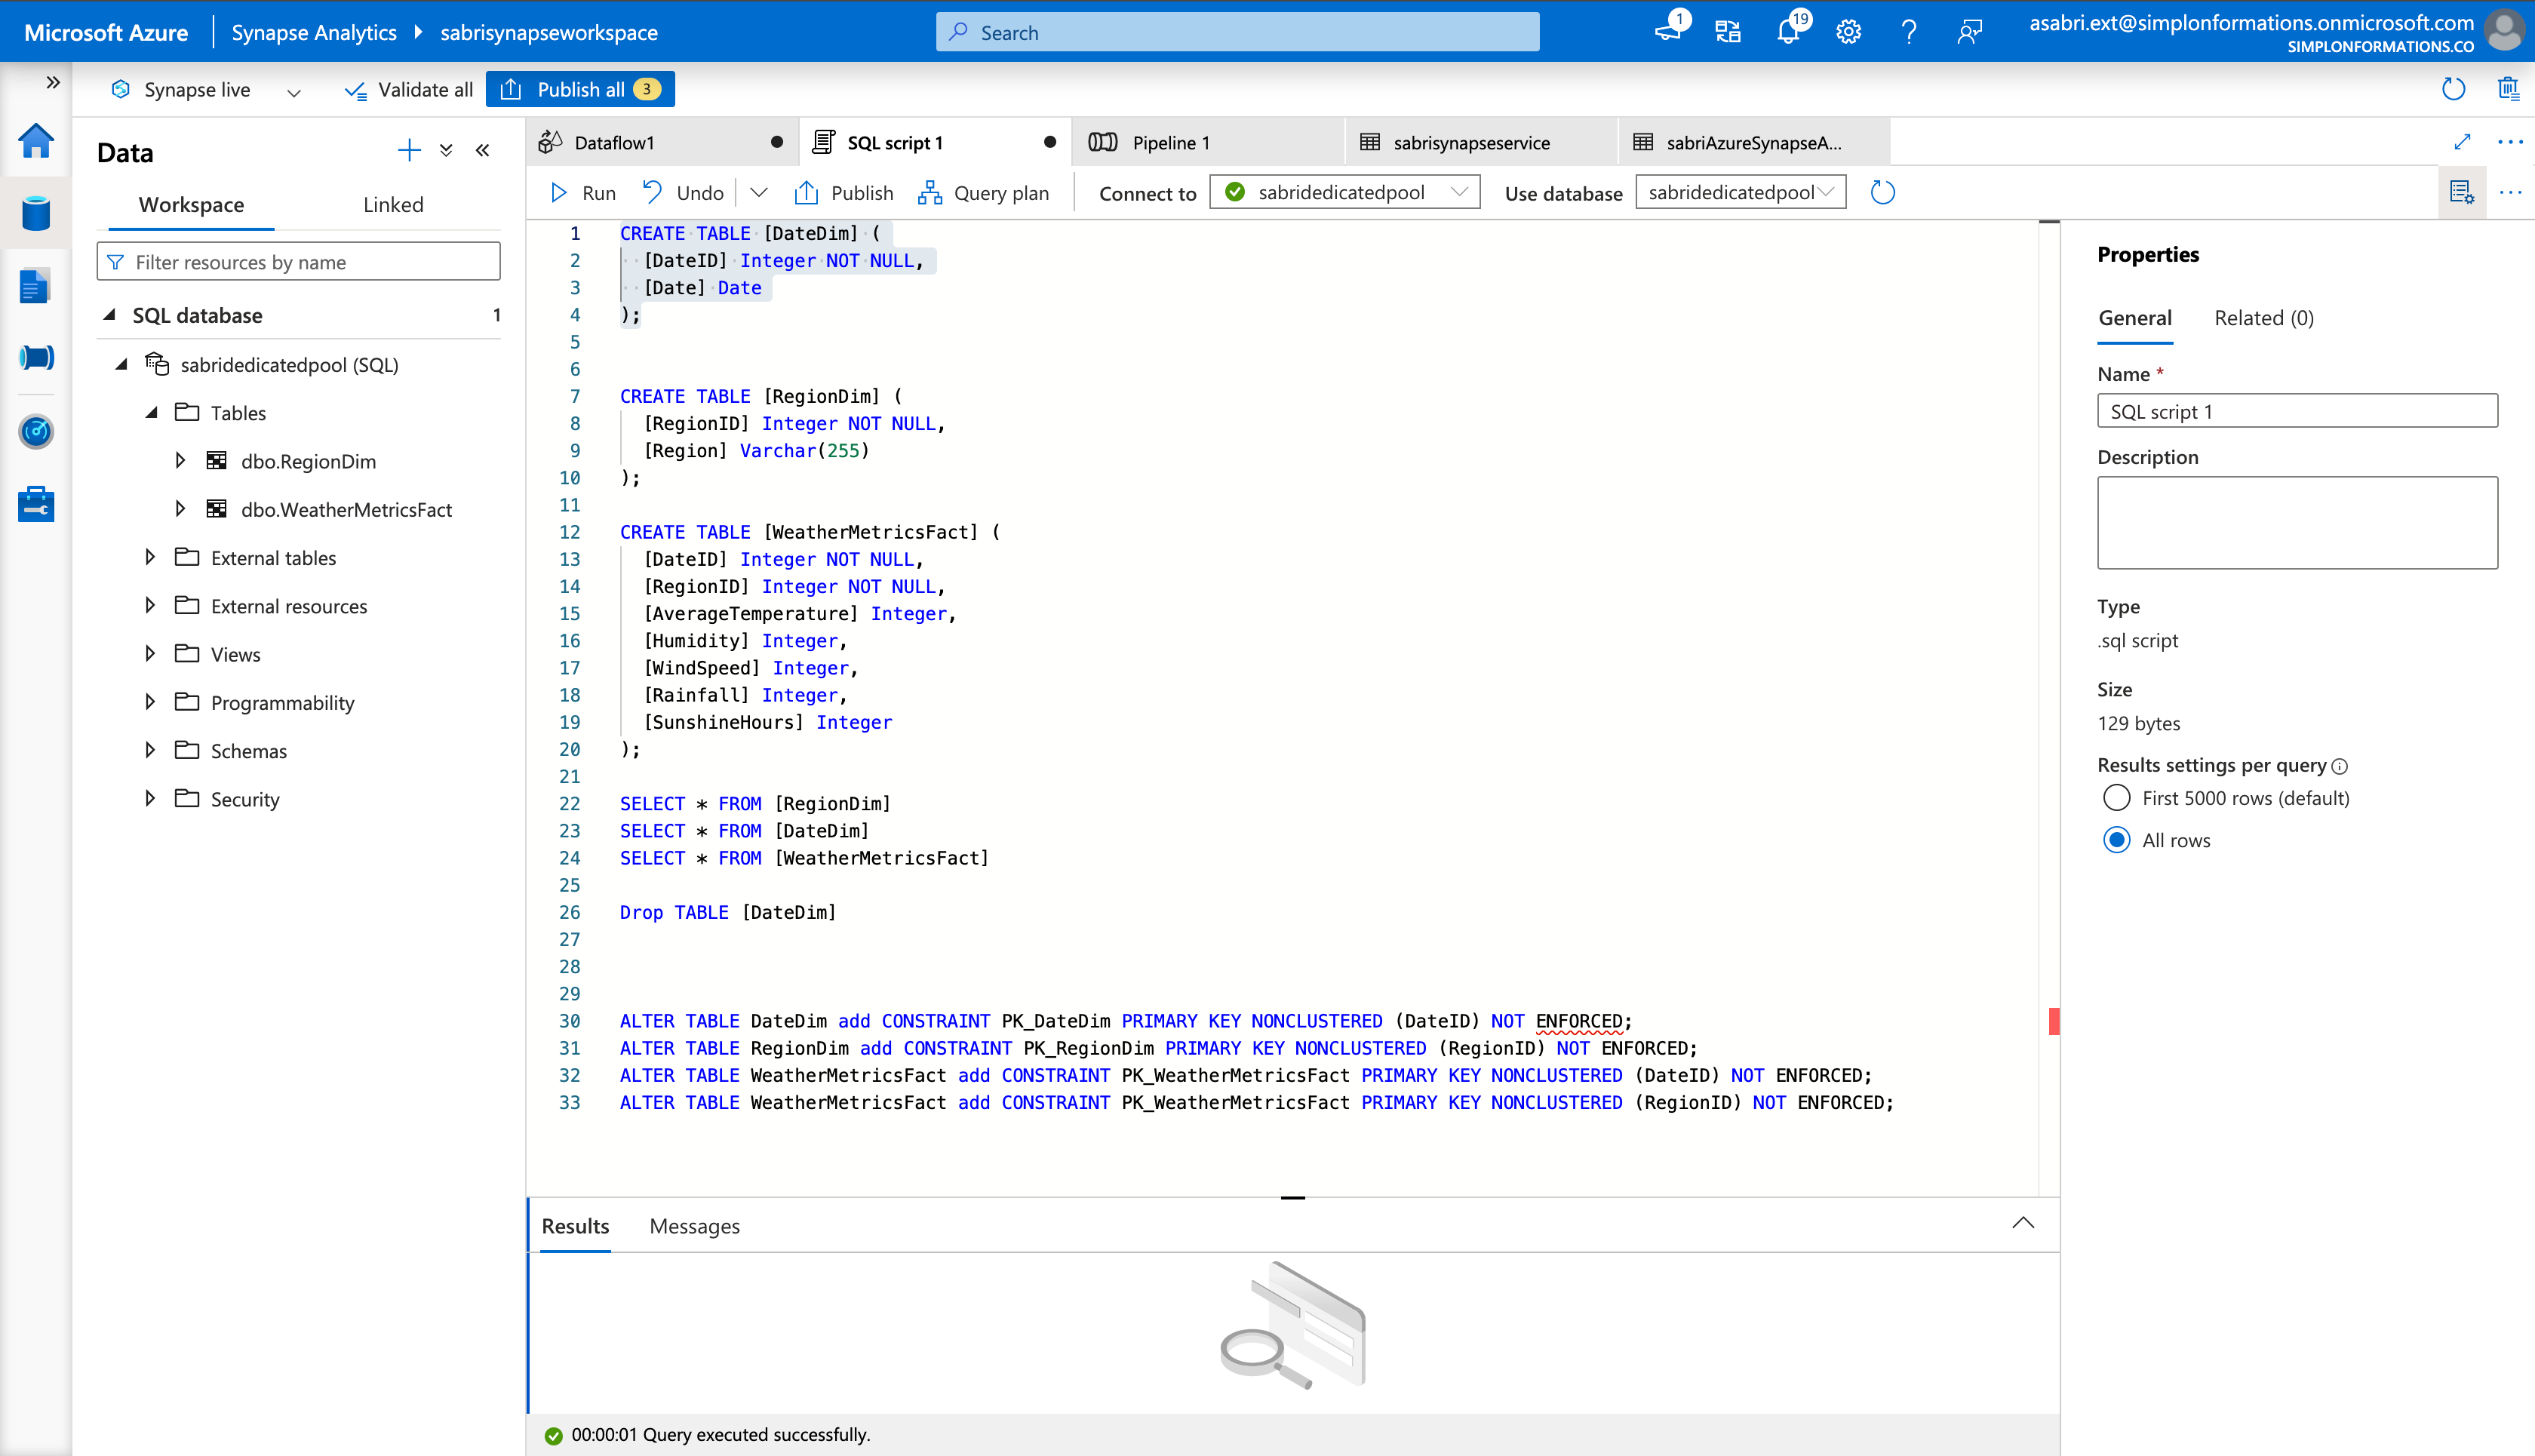 Microsoft Azure
Synapse Analytics
sabrisynapseworkspace
Search
1
19
asabri.ext@simplonformations.onmicrosoft.com
SIMPLONFORMATIONS.CO
Synapse live
Validate all
Publish all 3
Data
Workspace
Linked
Filter resources by name
SQL database 1
sabridedicatedpool (SQL)
Tables
dbo.RegionDim
dbo.WeatherMetricsFact
External tables
External resources
Views
Programmability
Schemas
Security
Dataflow1
SQL script 1
Pipeline 1
sabrisynapseservice
sabriAzureSynapseA...
Run
Undo
Publish
Query plan
Connect to
sabridedicatedpool
Use database
sabridedicatedpool
1 CREATE TABLE [DateDim] (
2 [DateID] Integer NOT NULL,
3 [Date] Date
4 );
5
6
7 CREATE TABLE [RegionDim] (
8 [RegionID] Integer NOT NULL,
9 [Region] Varchar(255)
10 );
11
12 CREATE TABLE [WeatherMetricsFact] (
13 [DateID] Integer NOT NULL,
14 [RegionID] Integer NOT NULL,
15 [AverageTemperature] Integer,
16 [Humidity] Integer,
17 [WindSpeed] Integer,
18 [Rainfall] Integer,
19 [SunshineHours] Integer
20 );
21
22 SELECT * FROM [RegionDim]
23 SELECT * FROM [DateDim]
24 SELECT * FROM [WeatherMetricsFact]
25
26 Drop TABLE [DateDim]
27
28
29
30 ALTER TABLE DateDim add CONSTRAINT PK_DateDim PRIMARY KEY NONCLUSTERED (DateID) NOT ENFORCED;
31 ALTER TABLE RegionDim add CONSTRAINT PK_RegionDim PRIMARY KEY NONCLUSTERED (RegionID) NOT ENFORCED;
32 ALTER TABLE WeatherMetricsFact add CONSTRAINT PK_WeatherMetricsFact PRIMARY KEY NONCLUSTERED (DateID) NOT ENFORCED;
33 ALTER TABLE WeatherMetricsFact add CONSTRAINT PK_WeatherMetricsFact PRIMARY KEY NONCLUSTERED (RegionID) NOT ENFORCED;
Results
Messages
00:00:01 Query executed successfully.
Properties
General
Related (0)
Name *
SQL script 1
Description
Type
.sql script
Size
129 bytes
Results settings per query
First 5000 rows (default)
All rows